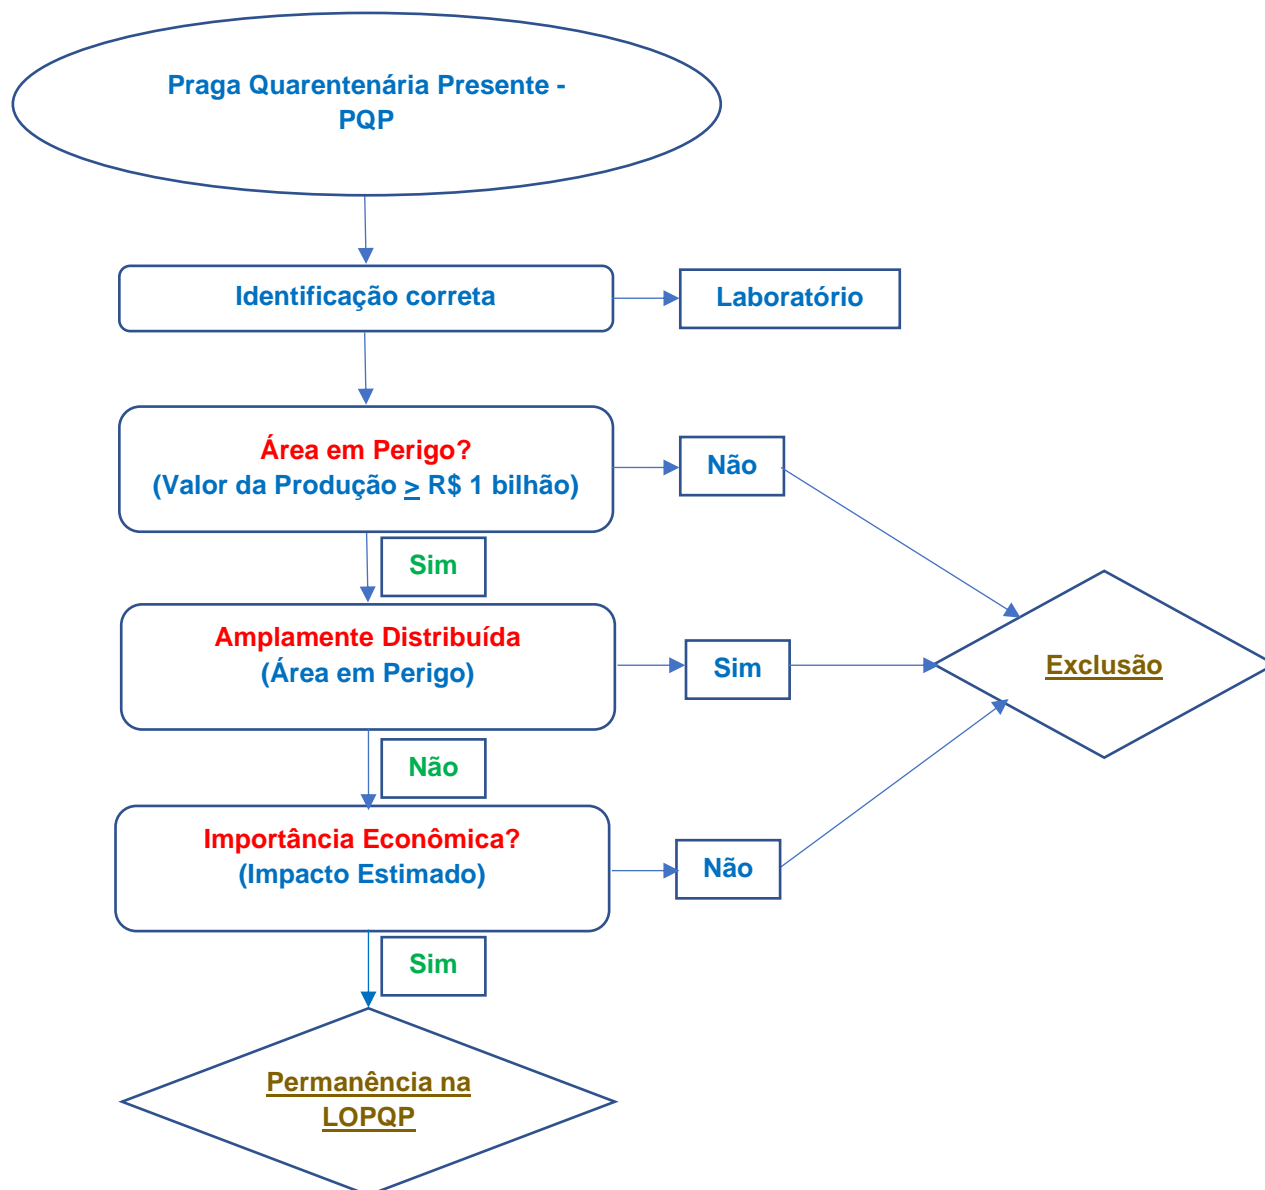 Praga Quarentenária Presente -
PQP
Identificação correta
Laboratório
Área em Perigo?
(Valor da Produção ≥ R$ 1 bilhão)
Não
Sim
Amplamente Distribuída
(Área em Perigo)
Sim
Exclusão
Não
Importância Econômica?
(Impacto Estimado)
Não
Sim
Permanência na
LOPQP